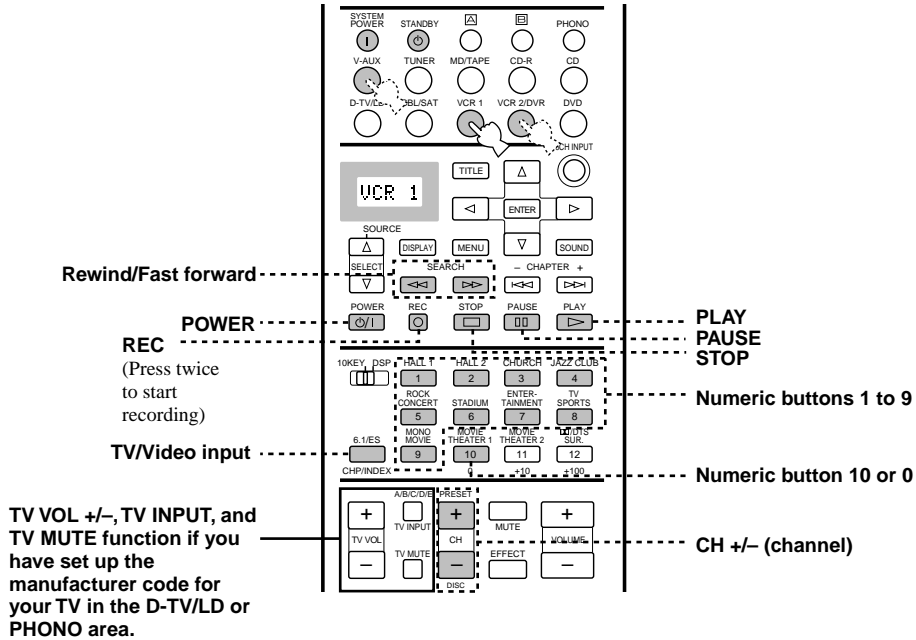 SYSTEM POWER
STANDBY
A
B
PHONO
V-AUX
TUNER
MD/TAPE
CD-R
CD
VCR 1
VCR 2/DVR
DVD
TITLE
VCR 1
ENTER
SOURCE
SELECT
DISPLAY
MENU
SOUND
SEARCH
– CHAPTER +
Rewind/Fast forward
POWER
REC
STOP
PAUSE
PLAY
POWER
REC
(Press twice
to start
recording)
PLAY
PAUSE
STOP
10KEY
DSP
HALL 1
HALL 2
CHURCH
JAZZ CLUB
1
2
3
4
ROCK
CONCERT
STADIUM
ENTER-
TAINMENT
TV
SPORTS
5
6
7
8
Numeric buttons 1 to 9
6.1/ES
MONO
MOVIE
MOVIE
THEATER 1
MOVIE
THEATER 2
/DTS
SUR.
9
10
11
12
TV/Video input
CHP/INDEX
0
+10
+100
Numeric button 10 or 0
A/B/C/D/E
PRESET
+
TV VOL
–
TV INPUT
TV MUTE
+
CH
–
DISC
MUTE
EFFECT
+
VOLUME
–
TV VOL +/–, TV INPUT, and
TV MUTE function if you
have set up the
manufacturer code for
your TV in the D-TV/LD or
PHONO area.
CH +/– (channel)